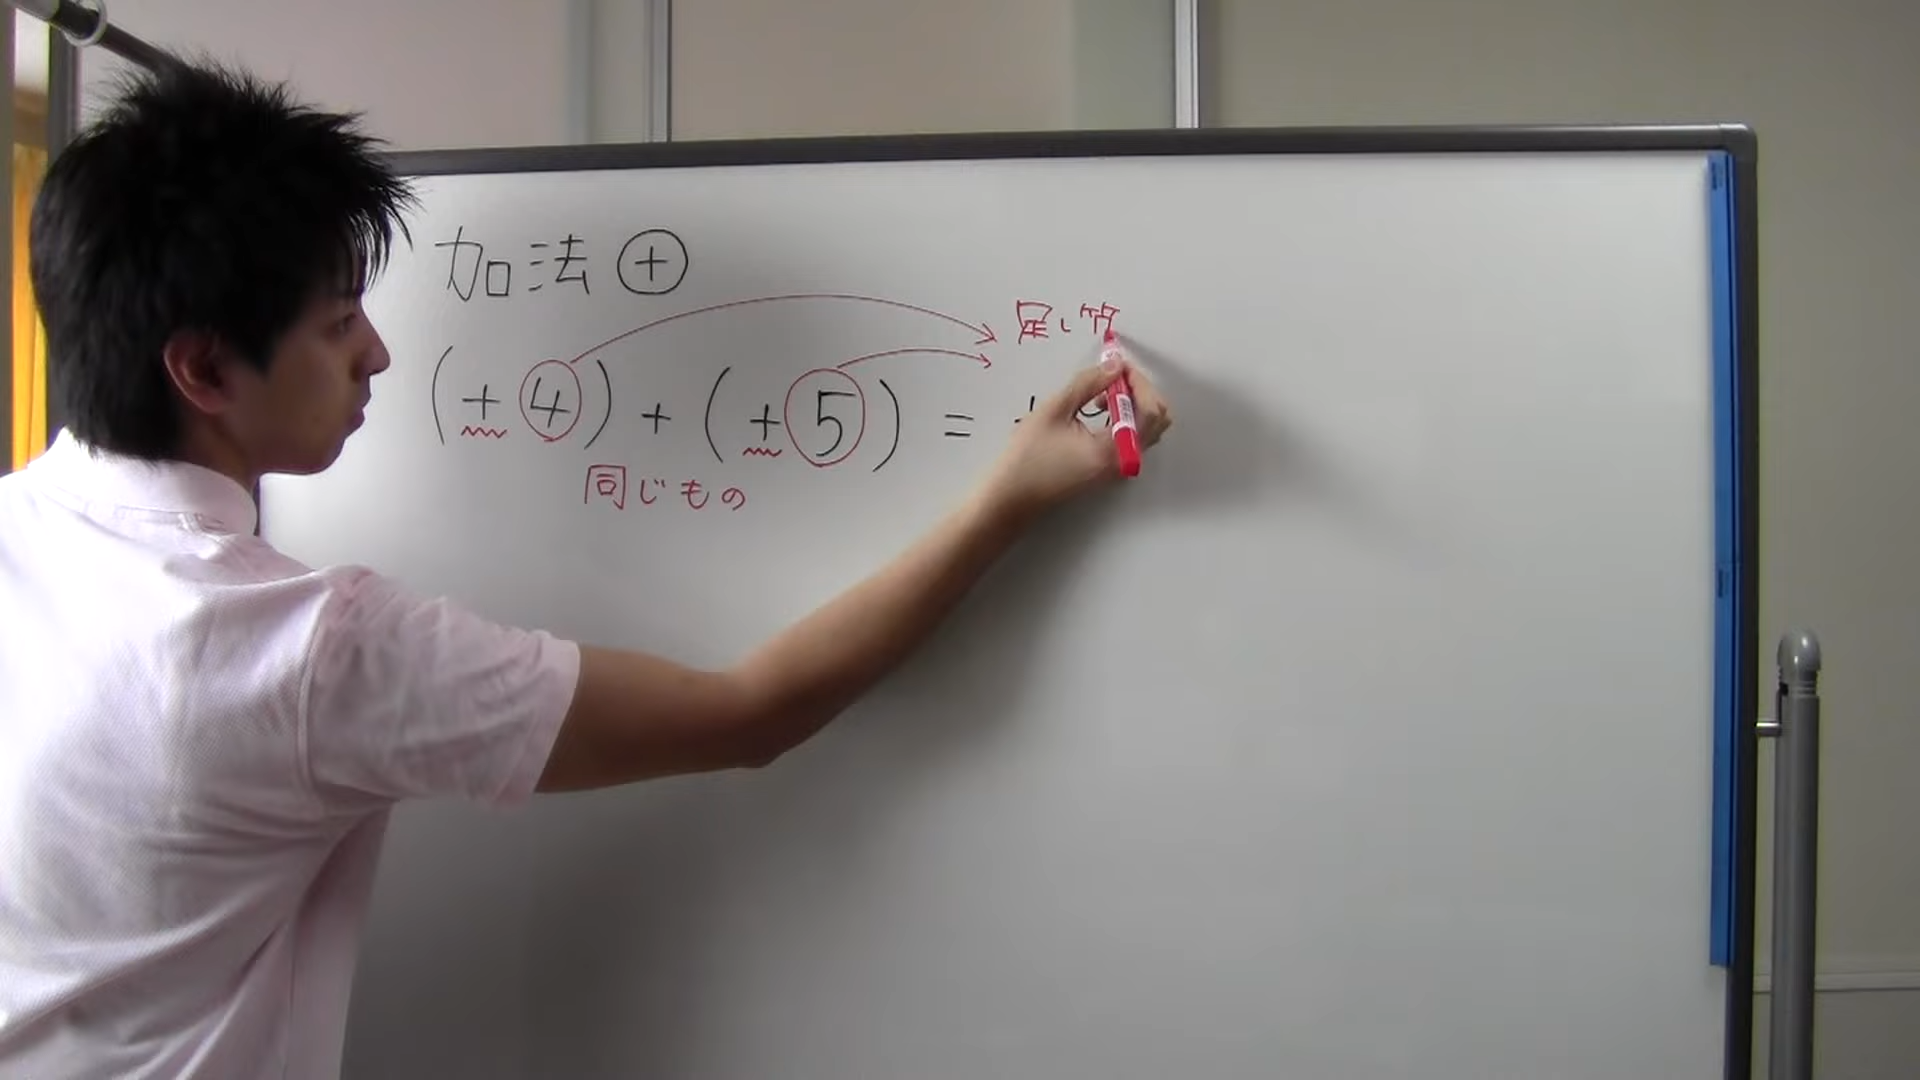 加法 ⊕
足し算
(+4) + (+5) = +
同じもの